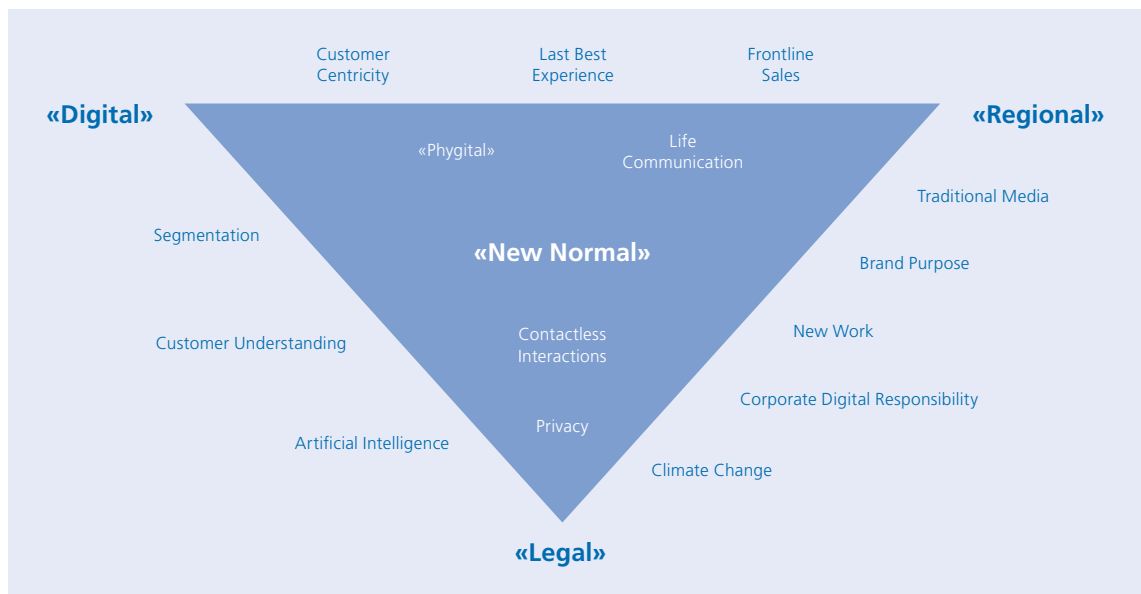 Customer
Centricity
Last Best
Experience
Frontline
Sales
«Digital»
«Regional»
«Phygital»
Life
Communication
Traditional Media
Segmentation
«New Normal»
Brand Purpose
Contactless
Interactions
New Work
Customer Understanding
Corporate Digital Responsibility
Privacy
Artificial Intelligence
Climate Change
«Legal»